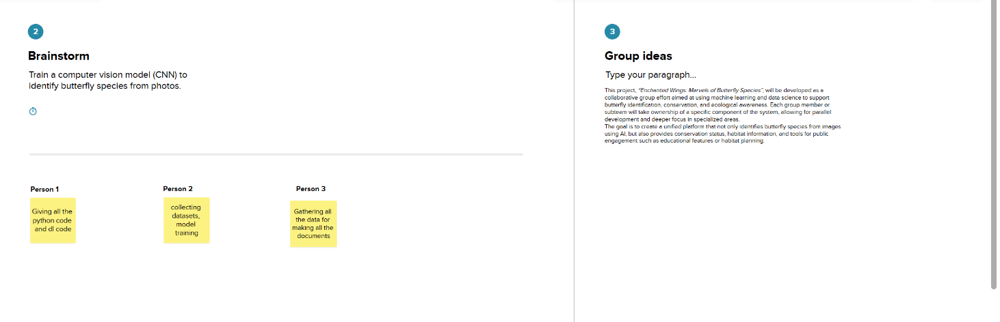 2
Brainstorm
Train a computer vision model (CNN) to
identify butterfly species from photos.
Person 1
Giving all the
python code
and dl code
Person 2
collecting
datasets,
model
training
Person 3
Gathering all
the data for
making all the
documents
3
Group ideas
Type your paragraph...
This project, “Enchanted Wings: Marvels of Butterfly Species”, will be developed as a
collaborative group effort aimed at using machine learning and data science to support
butterfly identification, conservation, and ecological awareness. Each group member or
subteam will take ownership of a specific component of the system, allowing for parallel
development and deeper focus in specialized areas.
The goal is to create a unified platform that not only identifies butterfly species from images
using AI, but also provides conservation status, habitat information, and tools for public
engagement such as educational features or habitat planning.